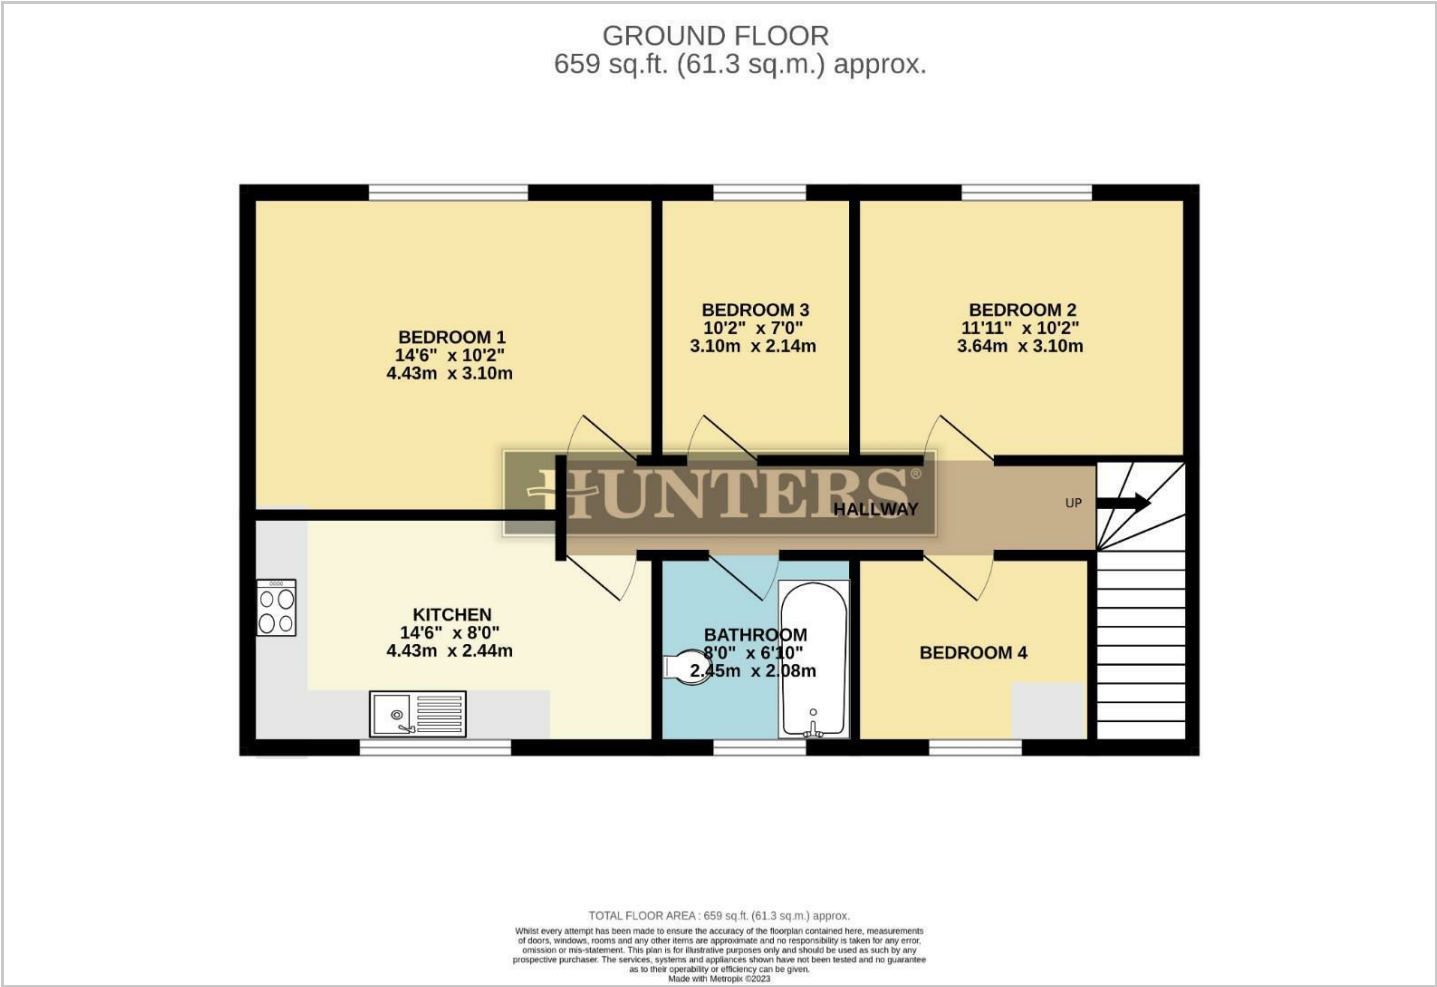 GROUND FLOOR
659 sq.ft. (61.3 sq.m.) approx.
BEDROOM 1
14'6" x 10'2"
4.43m x 3.10m
BEDROOM 3
10'2" x 7'0"
3.10m x 2.14m
BEDROOM 2
11'11" x 10'2"
3.64m x 3.10m
HUNTERS®
HALLWAY
UP
KITCHEN
14'6" x 8'0"
4.43m x 2.44m
BATHROOM
8'0" x 6'10"
2.45m x 2.08m
BEDROOM 4
TOTAL FLOOR AREA : 659 sq.ft. (61.3 sq.m.) approx.
Whilst every attempt has been made to ensure the accuracy of the floorplan contained here, measurements
of doors, windows, rooms and any other items are approximate and no responsibility is taken for any error,
omission or mis-statement. This plan is for illustrative purposes only and should be used as such by any
prospective purchaser. The services, systems and appliances shown have not been tested and no guarantee
as to their operability or efficiency can be given.
Made with Metropix ©2023